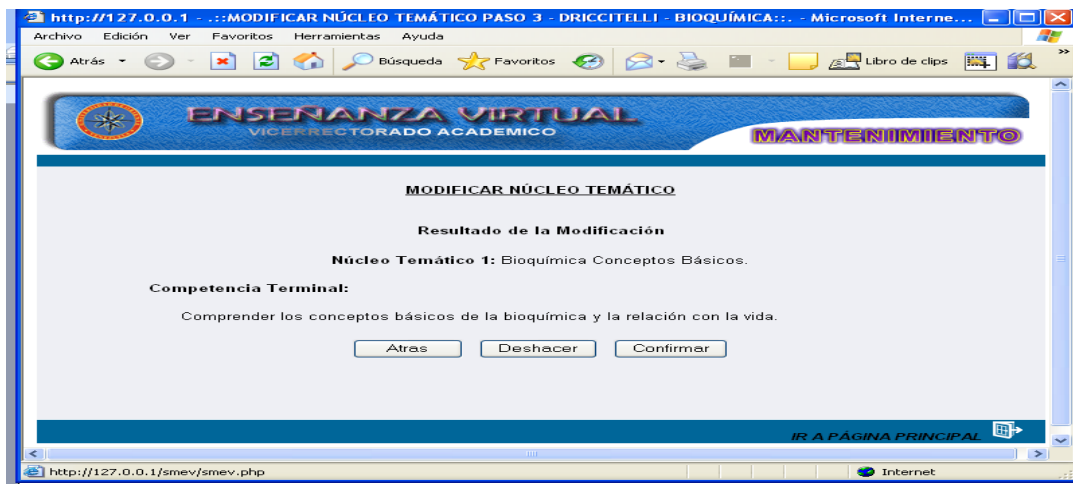 http://127.0.0.1 - .::MODIFICAR NÚCLEO TEMÁTICO PASO 3 - DRICCITELLI - BIOQUÍMICA::. - Microsoft Interne...
Archivo Edición Ver Favoritos Herramientas Ayuda
Atrás Búsqueda Favoritos Libro de clips »
ENSEÑANZA VIRTUAL
VICERRECTORADO ACADEMICO
MANTENIMIENTO
MODIFICAR NÚCLEO TEMÁTICO
Resultado de la Modificación
Núcleo Temático 1: Bioquímica Conceptos Básicos.
Competencia Terminal:
Comprender los conceptos básicos de la bioquímica y la relación con la vida.
Atras Deshacer Confirmar
IR A PÁGINA PRINCIPAL
http://127.0.0.1/smev/smev.php Internet